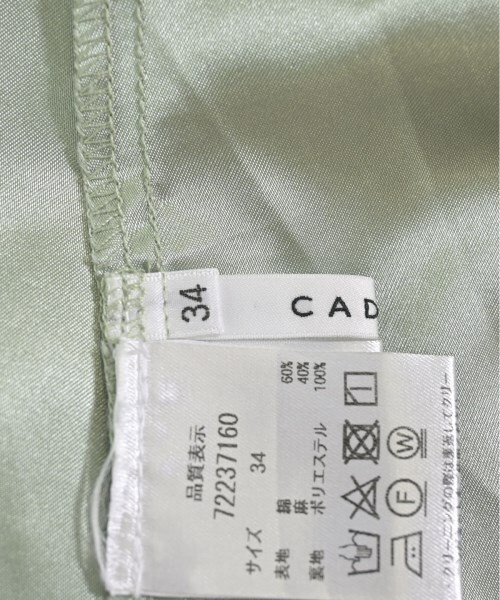 34
CAD
品質表示
72237160
サイズ 34
表地 綿 60%
麻 40%
裏地 ポリエステル 100%
W
F
クリーニングの際は裏返してクリー